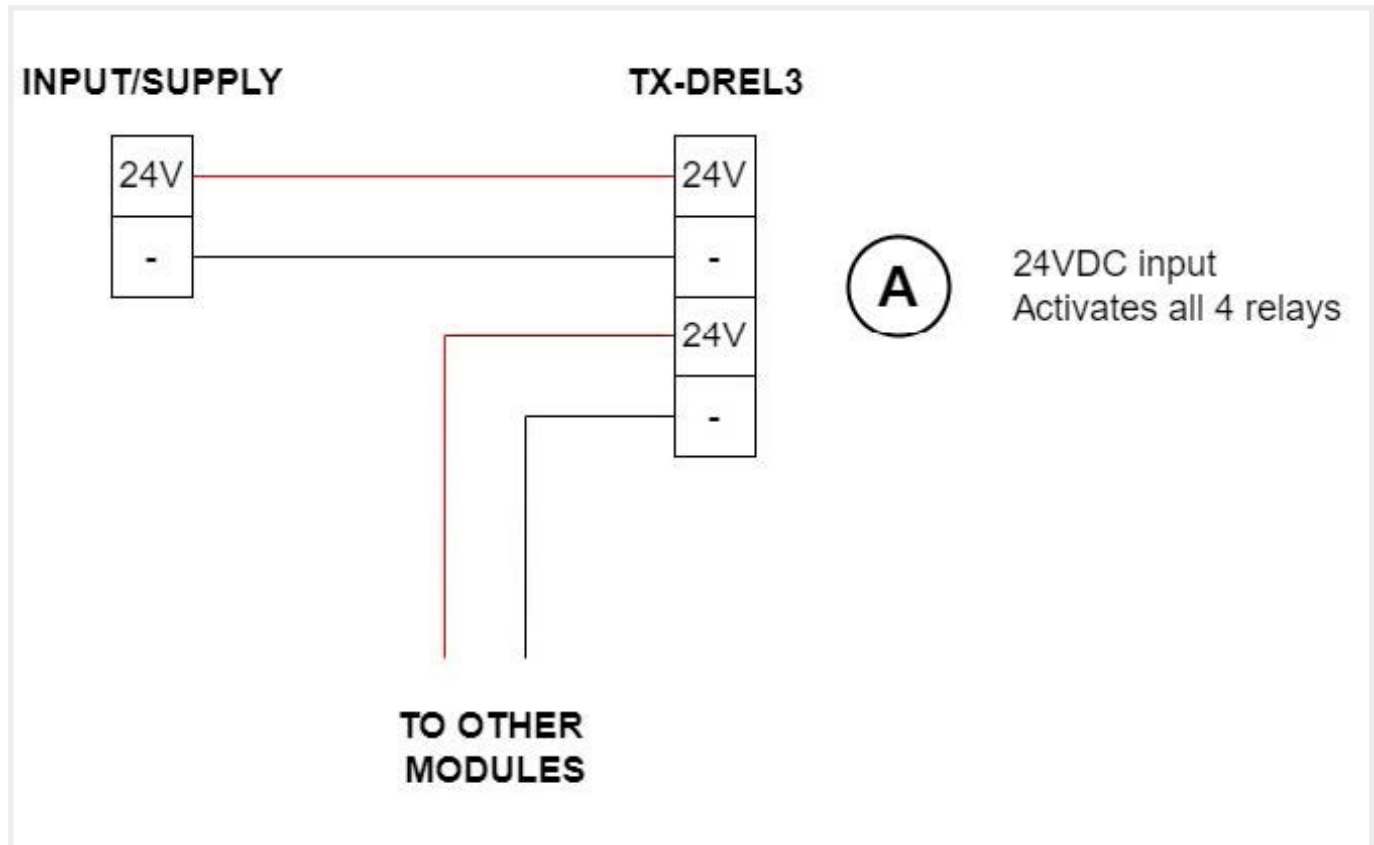 INPUT/SUPPLY
TX-DREL3
24V
-
24V
-
24V
-
A
24VDC input
Activates all 4 relays
TO OTHER
MODULES